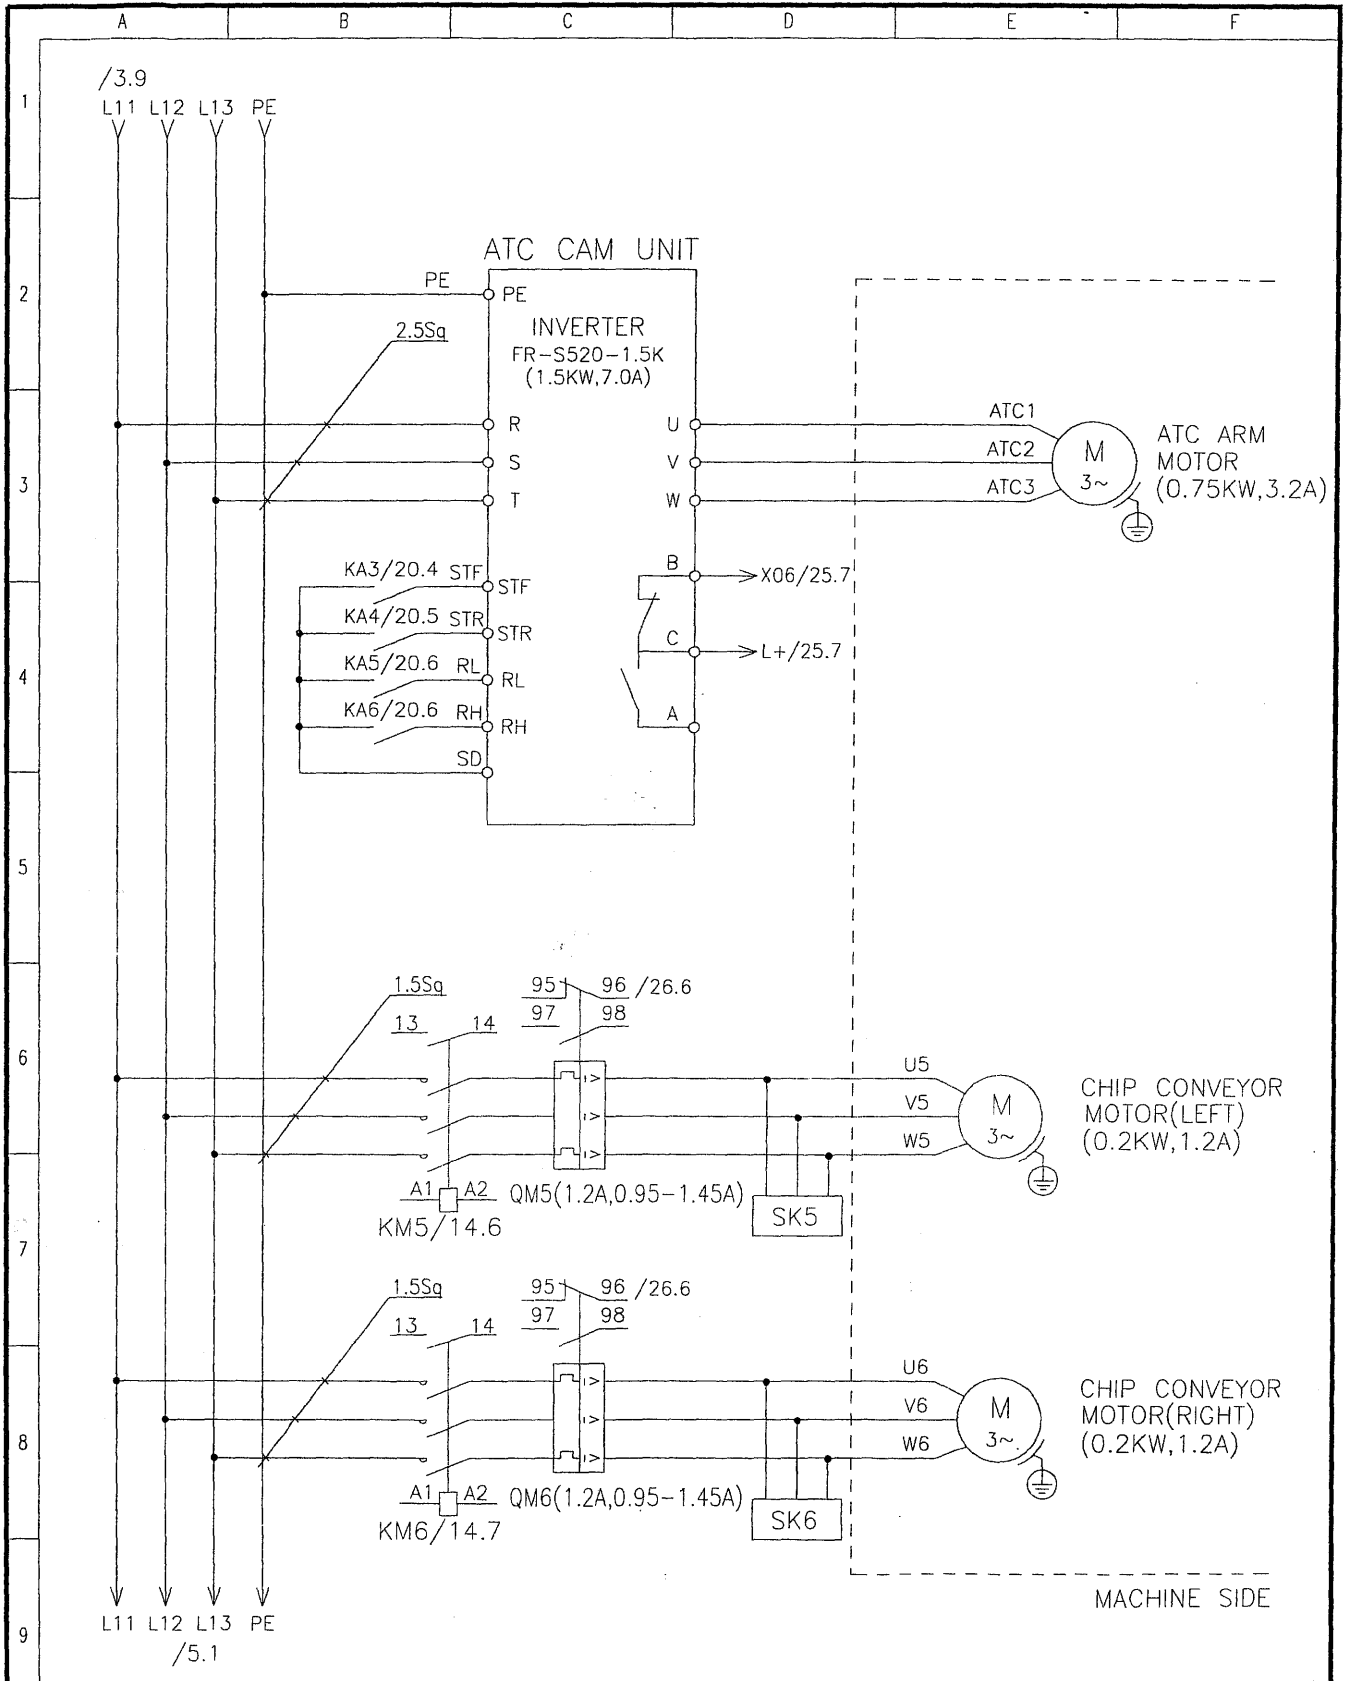 A B C D E F
/3.9
1
L11 L12 L13 PE
ATC CAM UNIT
2
PE
PE
INVERTER
2.5Sq
FR-S520-1.5K
(1.5KW,7.0A)
R
U
ATC1
ATC ARM
S
V
ATC2
M
MOTOR
3
T
W
ATC3
3~
(0.75KW,3.2A)
B
X06/25.7
KA3/20.4 STF
STF
KA4/20.5 STR
STR
C
L+/25.7
4
KA5/20.6 RL
RL
KA6/20.6 RH
RH
A
SD
5
1.5Sq
95 96 /26.6
13 14
97 98
6
U5
CHIP CONVEYOR
V5
M
MOTOR(LEFT)
W5
3~
(0.2KW,1.2A)
A1 A2 QM5(1.2A,0.95-1.45A)
SK5
KM5/14.6
7
1.5Sq
95 96 /26.6
13 14
97 98
U6
CHIP CONVEYOR
V6
M
MOTOR(RIGHT)
8
W6
3~
(0.2KW,1.2A)
I> I> I>
I> I> I>
A1 A2 QM6(1.2A,0.95-1.45A)
SK6
KM6/14.7
MACHINE SIDE
9
L11 L12 L13 PE
/5.1